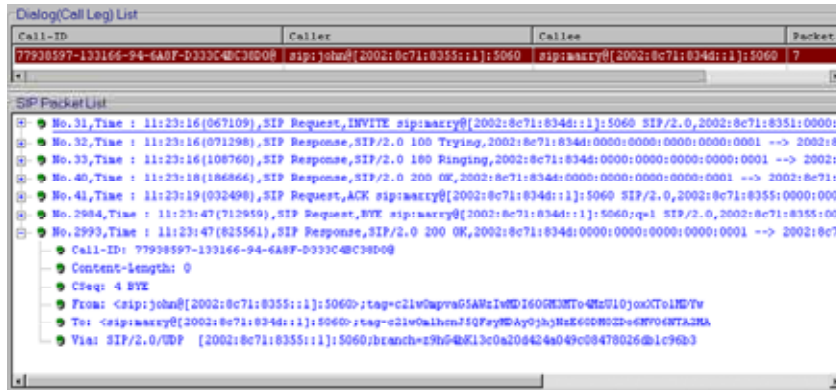 Dialog(Call Leg) List
Call-ID Caller Callee Packet
77938597-133166-94-6A8F-D333C4BC38D0@ sip:john@[2002:8c71:8355::1]:5060 sip:marry@[2002:8c71:834d::1]:5060 7
SIP Packet List
No.31,Time : 11:23:16(067109),SIP Request,INVITE sip:marry@[2002:8c71:834d::1]:5060 SIP/2.0,2002:8c71:8351:0000:
No.32,Time : 11:23:16(071298),SIP Response,SIP/2.0 100 Trying,2002:8c71:834d:0000:0000:0000:0000:0001 --> 2002:8
No.33,Time : 11:23:16(108760),SIP Response,SIP/2.0 180 Ringing,2002:8c71:834d:0000:0000:0000:0000:0001 --> 2002:
No.40,Time : 11:23:18(186866),SIP Response,SIP/2.0 200 OK,2002:8c71:834d:0000:0000:0000:0000:0001 --> 2002:8c71:
No.41,Time : 11:23:19(032498),SIP Request,ACK sip:marry@[2002:8c71:834d::1]:5060 SIP/2.0,2002:8c71:8355:0000:000
No.2984,Time : 11:23:47(712959),SIP Request,BYE sip:marry@[2002:8c71:834d::1]:5060;q=1 SIP/2.0,2002:8c71:8355:00
No.2993,Time : 11:23:47(825561),SIP Response,SIP/2.0 200 OK,2002:8c71:834d:0000:0000:0000:0000:0001 --> 2002:8c7
Call-ID: 77938597-133166-94-6A8F-D333C4BC38D0@
Content-Length: 0
CSeq: 4 BYE
From: <sip:john@[2002:8c71:8355::1]:5060>
To: <sip:marry@[2002:8c71:834d::1]:5060>
Via: SIP/2.0/UDP [2002:8c71:8355::1]:5060;branch=z9hG4bK13c0a20d424a049c08478026db1c96b3